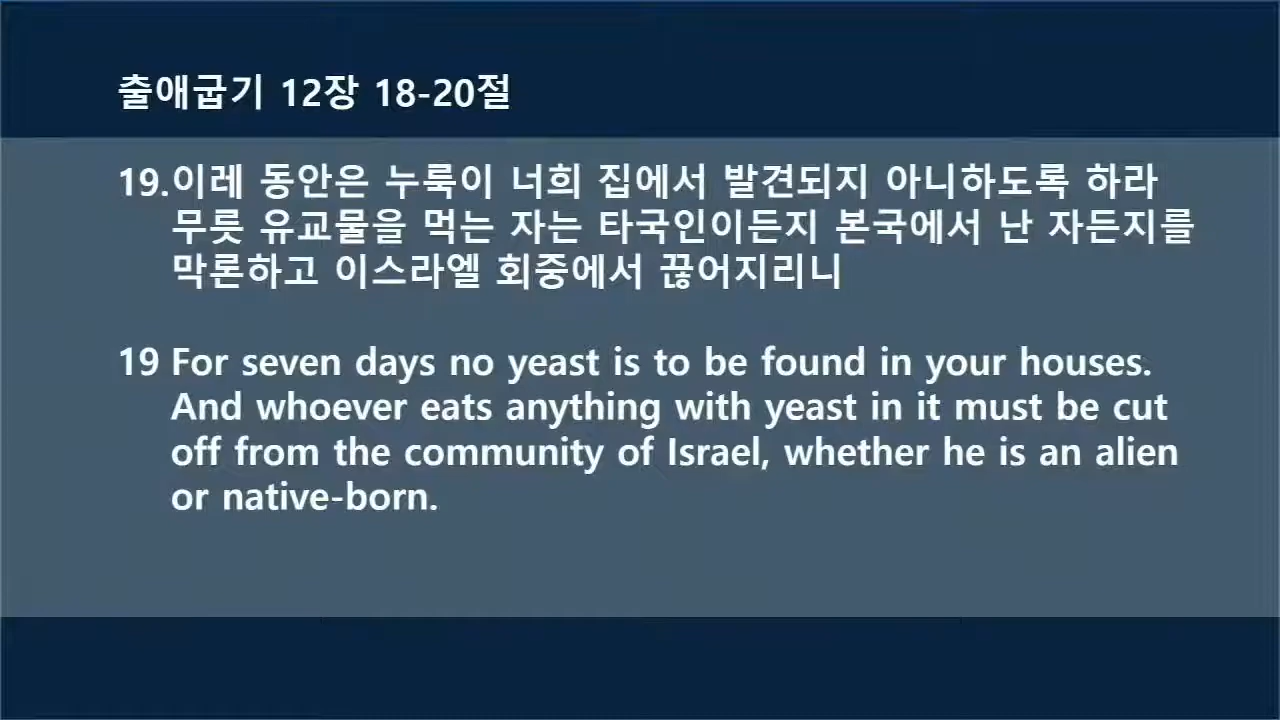 출애굽기 12장 18-20절
19.이레 동안은 누룩이 너희 집에서 발견되지 아니하도록 하라
무릇 유교물을 먹는 자는 타국인이든지 본국에서 난 자든지를
막론하고 이스라엘 회중에서 끊어지리니
19 For seven days no yeast is to be found in your houses.
And whoever eats anything with yeast in it must be cut
off from the community of Israel, whether he is an alien
or native-born.